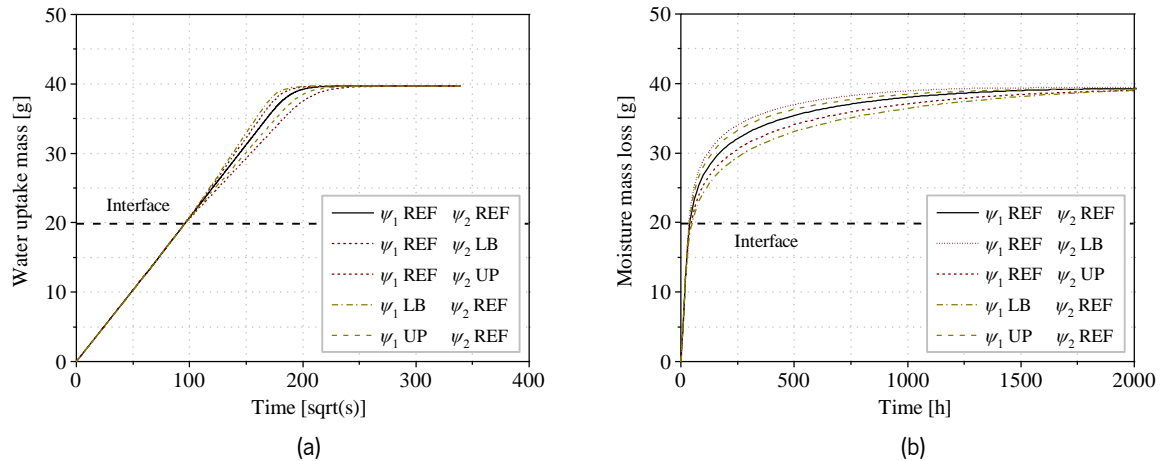 50
40
30
20
10
0
Water uptake mass [g]
Interface
ψ1 REF ψ2 REF
ψ1 REF ψ2 LB
ψ1 REF ψ2 UP
ψ1 LB ψ2 REF
ψ1 UP ψ2 REF
0 100 200 300 400
Time [sqrt(s)]
(a)
50
40
30
20
10
0
Moisture mass loss [g]
Interface
ψ1 REF ψ2 REF
ψ1 REF ψ2 LB
ψ1 REF ψ2 UP
ψ1 LB ψ2 REF
ψ1 UP ψ2 REF
0 500 1000 1500 2000
Time [h]
(b)